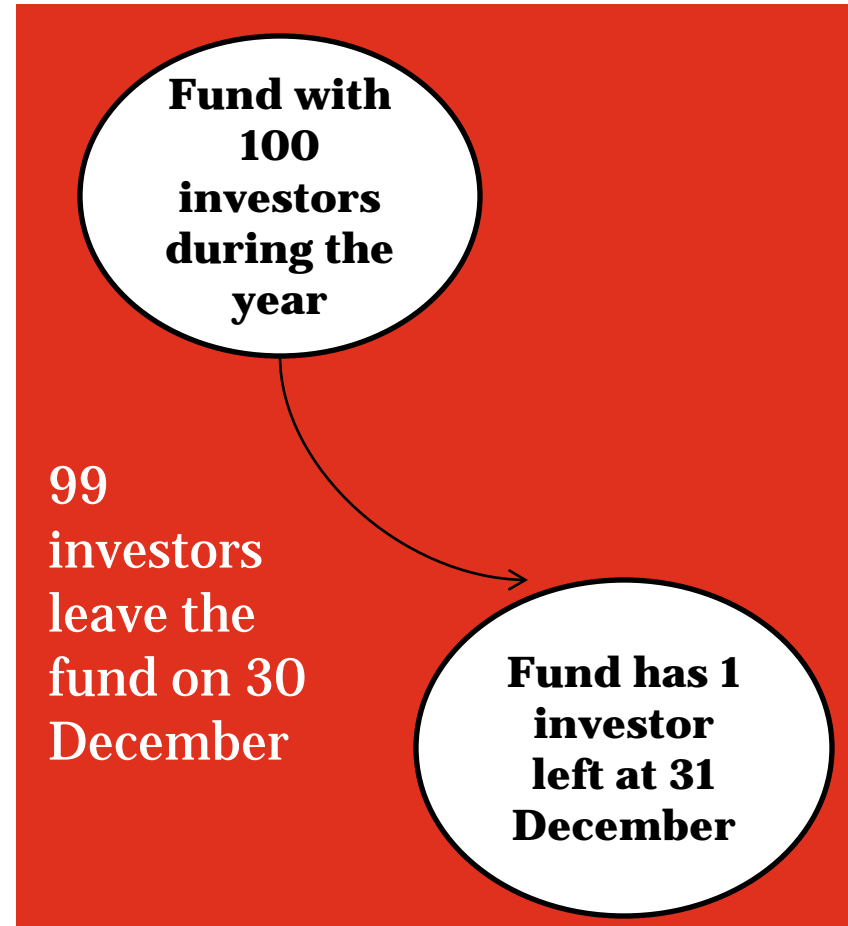 Fund with
100
investors
during the
year
99
investors
leave the
fund on 30
December
Fund has 1
investor
left at 31
December